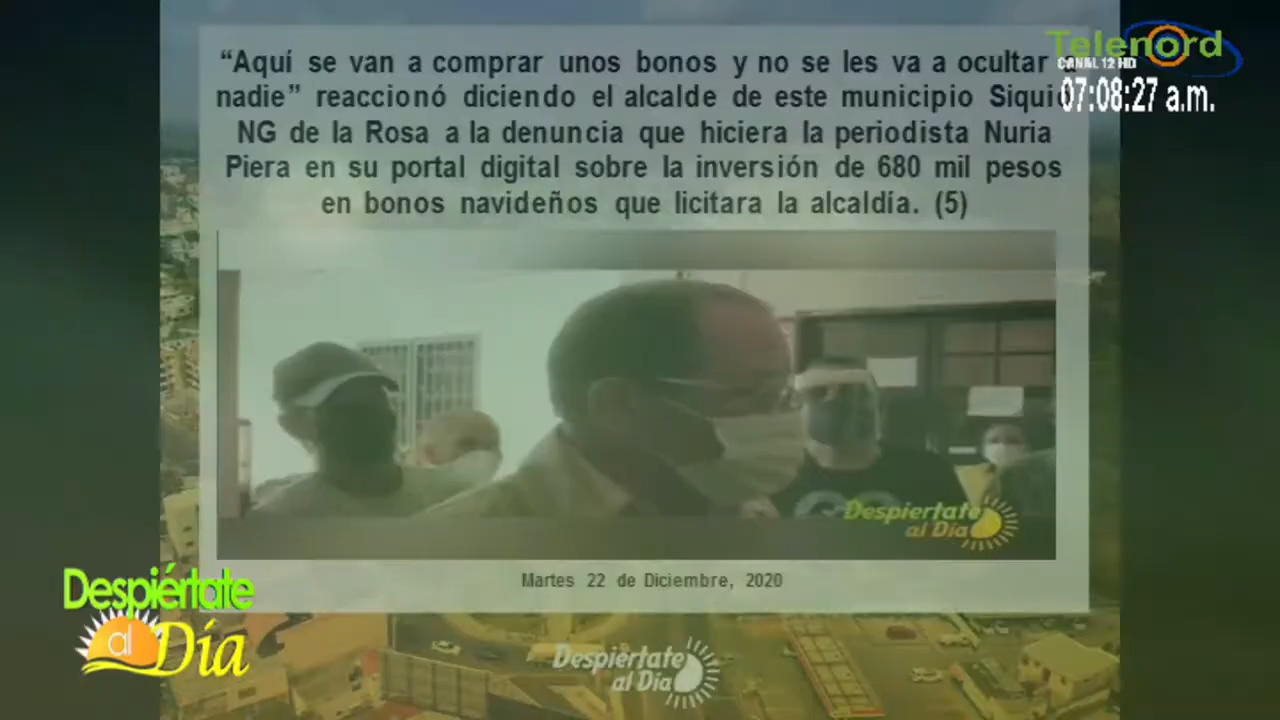 Telenord
CANAL 12 HD
07:08:27 a.m.
“Aquí se van a comprar unos bonos y no se les va a ocultar a
nadie” reaccionó diciendo el alcalde de este municipio
NG de la Rosa a la denuncia que hiciera la periodista Nuria
Piera en su portal digital sobre la inversión de 680 mil pesos
en bonos navideños que licitara la alcaldía. (5)
Despiertate
al Día
Martes 22 de Diciembre, 2020
Despiértate
al Día
Despiértate
al Día